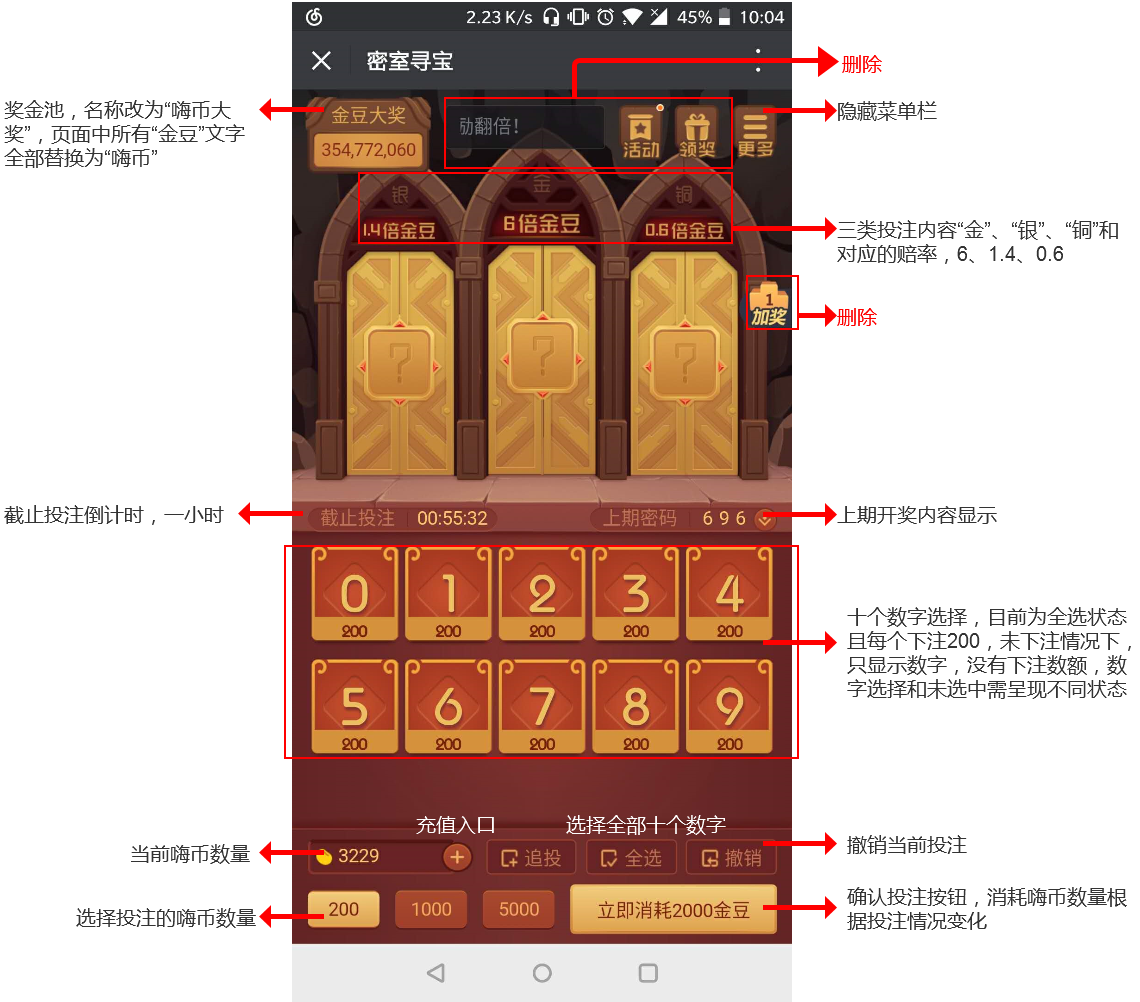 2.23 K/s 45% 10:04
密室寻宝
删除
奖金池，名称改为“嗨币大
奖”，页面中所有“金豆”文字
全部替换为“嗨币”
金豆大奖
354,772,060
励翻倍！
活动
领奖
更多
隐藏菜单栏
银
金
铜
1.4倍金豆
6倍金豆
0.6倍金豆
三类投注内容“金”、“银”、“铜”和
对应的赔率，6、1.4、0.6
1
加奖
删除
?
?
?
截止投注倒计时，一小时
截止投注 00:55:32
上期密码 6 9 6
上期开奖内容显示
0 1 2 3 4
200 200 200 200 200
5 6 7 8 9
200 200 200 200 200
十个数字选择，目前为全选状态
且每个下注200，未下注情况下，
只显示数字，没有下注数额，数
字选择和未选中需呈现不同状态
充值入口
选择全部十个数字
当前嗨币数量
3229 +
追投
全选
撤销
撤销当前投注
选择投注的嗨币数量
200 1000 5000
立即消耗2000金豆
确认投注按钮，消耗嗨币数量根
据投注情况变化